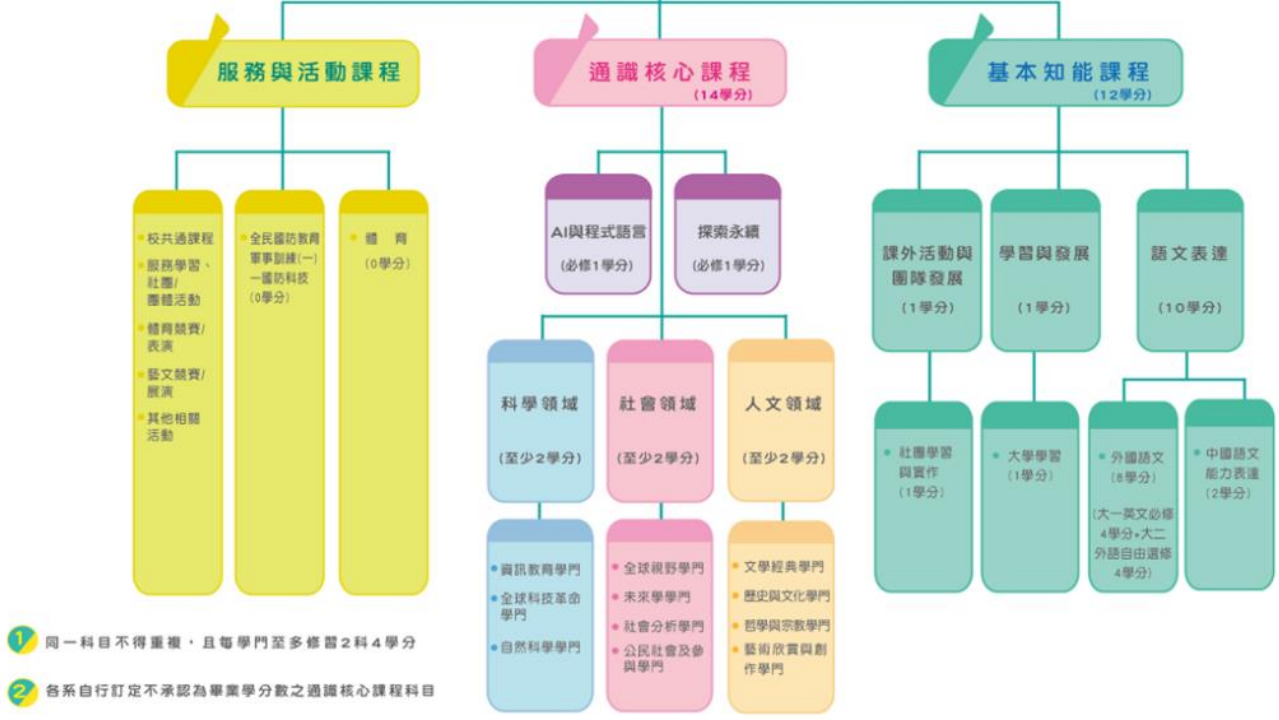 服務與活動課程
通識核心課程
(14學分)
基本知能課程
(12學分)
校共通課程
服務學習、
社團/
團體活動
體育競賽/
表演
藝文競賽/
展演
其他相關
活動
全民國防教育
軍事訓練(一)
一國防科技
(0學分)
體 育
(0學分)
AI與程式語言
(必修1學分)
探索永續
(必修1學分)
科學領域
(至少2學分)
社會領域
(至少2學分)
人文領域
(至少2學分)
資訊教育學門
全球科技革命
學門
自然科學學門
全球視野學門
未來學學門
社會分析學門
公民社會及參
與學門
文學經典學門
歷史與文化學門
哲學與宗教學門
藝術欣賞與創
作學門
課外活動與
團隊發展
(1學分)
學習與發展
(1學分)
語文表達
(10學分)
社團學習
與實作
(1學分)
大學學習
(1學分)
外國語文
(8學分)
(大一英文必修
4學分+大二
外語自由選修
4學分)
中國語文
能力表達
(2學分)
1 同一科目不得重複，且每學門至多修習2科4學分
2 各系自行訂定不承認為畢業學分數之通識核心課程科目